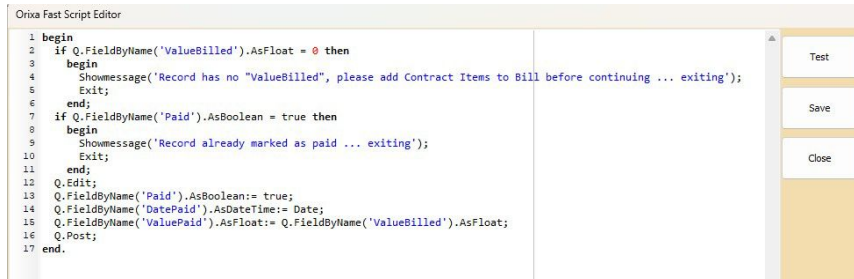 Orixa Fast Script Editor
1 begin
2 if Q.FieldByName('ValueBilled').AsFloat = 0 then
3 begin
4 Showmessage('Record has no "ValueBilled", please add Contract Items to Bill before continuing ... exiting');
5 Exit;
6 end;
7 if Q.FieldByName('Paid').AsBoolean = true then
8 begin
9 Showmessage('Record already marked as paid ... exiting');
10 Exit;
11 end;
12 Q.Edit;
13 Q.FieldByName('Paid').AsBoolean:= true;
14 Q.FieldByName('DatePaid').AsDateTime:= Date;
15 Q.FieldByName('ValuePaid').AsFloat:= Q.FieldByName('ValueBilled').AsFloat;
16 Q.Post;
17 end.
Test
Save
Close